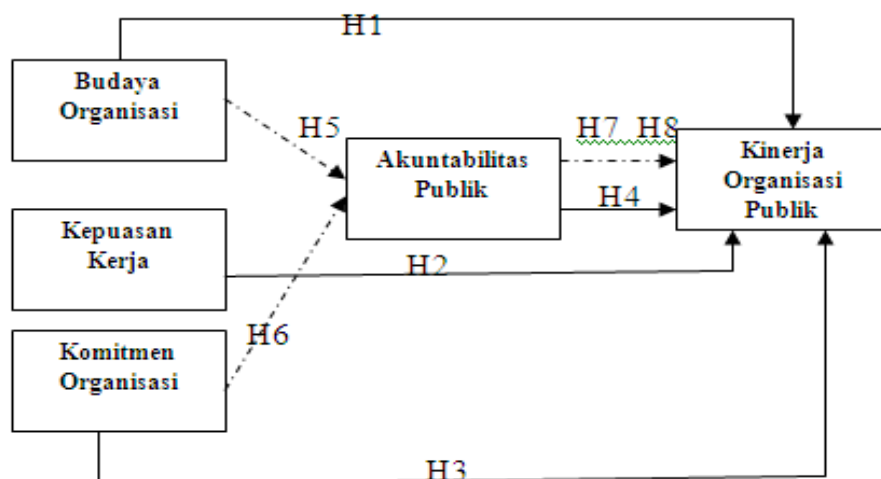 H1
Budaya
Organisasi
H5
H7 H8
Akuntabilitas
Publik
Kinerja
Organisasi
Publik
H4
Kepuasan
Kerja
H2
H6
Komitmen
Organisasi
H3